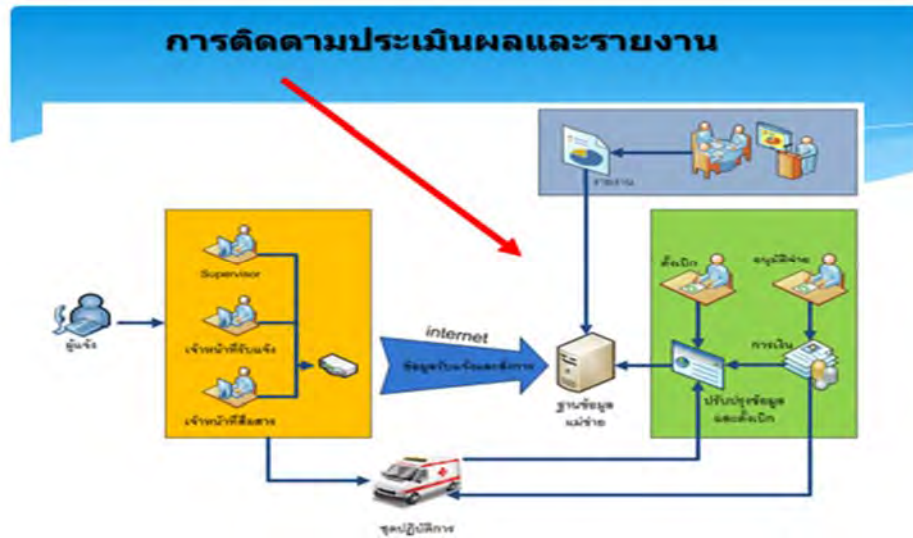 การติดตามประเมินผลและรายงาน
รายงาน
ตั้งเบิก
อนุมัติจ่าย
Supervisor
ผู้แจ้ง
เจ้าหน้าที่รับแจ้ง
เจ้าหน้าที่สื่อสาร
internet
ข้อมูลรับแจ้งและสั่งการ
ฐานข้อมูล
แม่ข่าย
การเงิน
ปรับปรุงข้อมูล
และตั้งเบิก
ชุดปฏิบัติการ